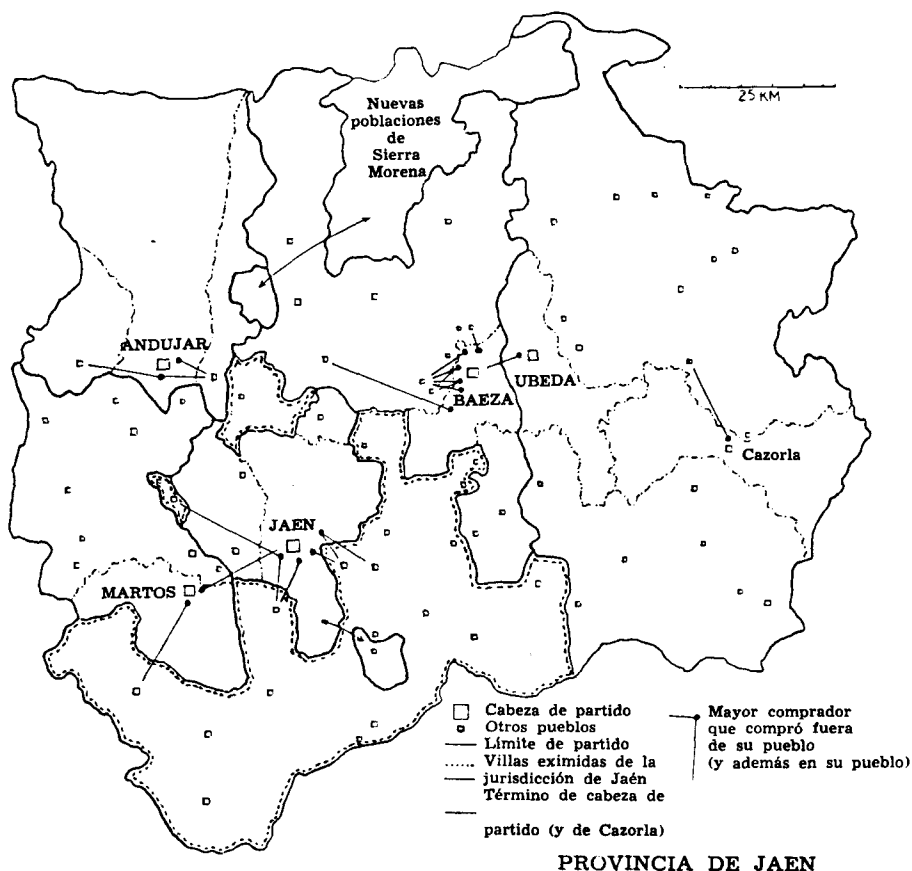 Nuevas
poblaciones
de
Sierra
Morena
25 KM
ANDUJAR
UBEDA
BAEZA
Cazorla
JAEN
MARTOS
Cabeza de partido
Otros pueblos
Límite de partido
Villas eximidas de la
jurisdicción de Jaén
Término de cabeza de
partido (y de Cazorla)
Mayor comprador
que compró fuera
de su pueblo
(y además en su pueblo)
PROVINCIA DE JAEN